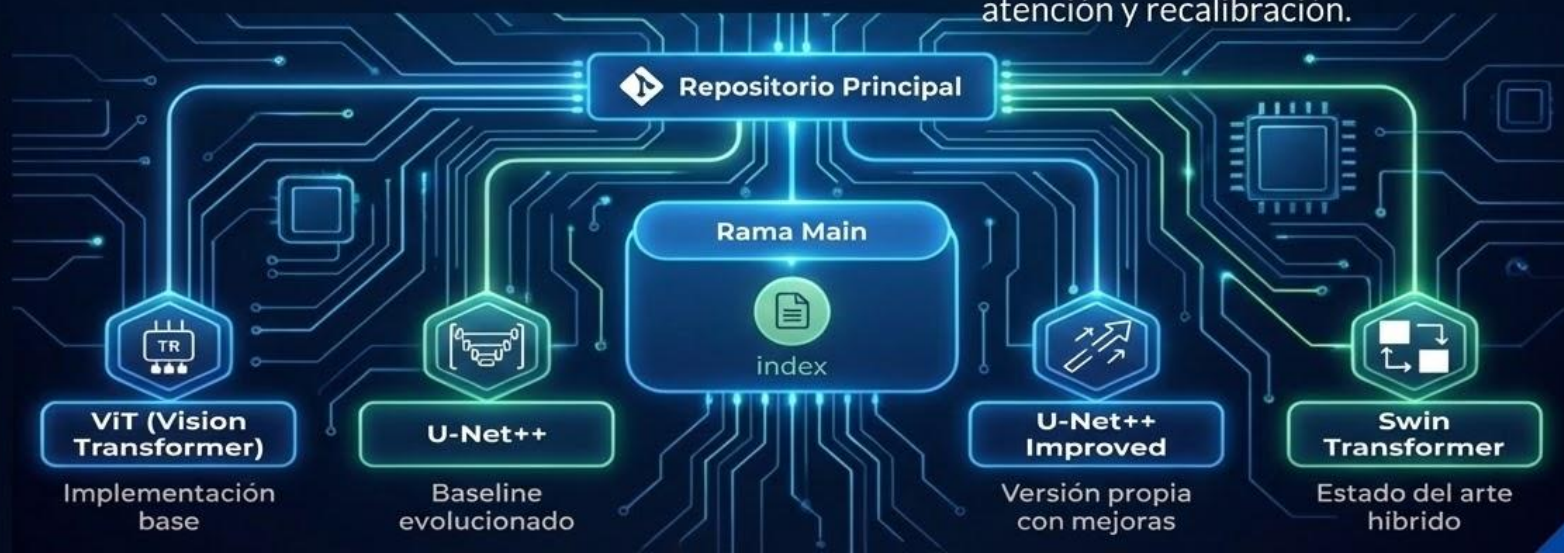 atención y recalibración.
Repositorio Principal
Rama Main
index
TR
ViT (Vision
Transformer)
Implementación
base
U-Net++
Baseline
evolucionado
U-Net++
Improved
Versión propia
con mejoras
Swin
Transformer
Estado del arte
híbrido